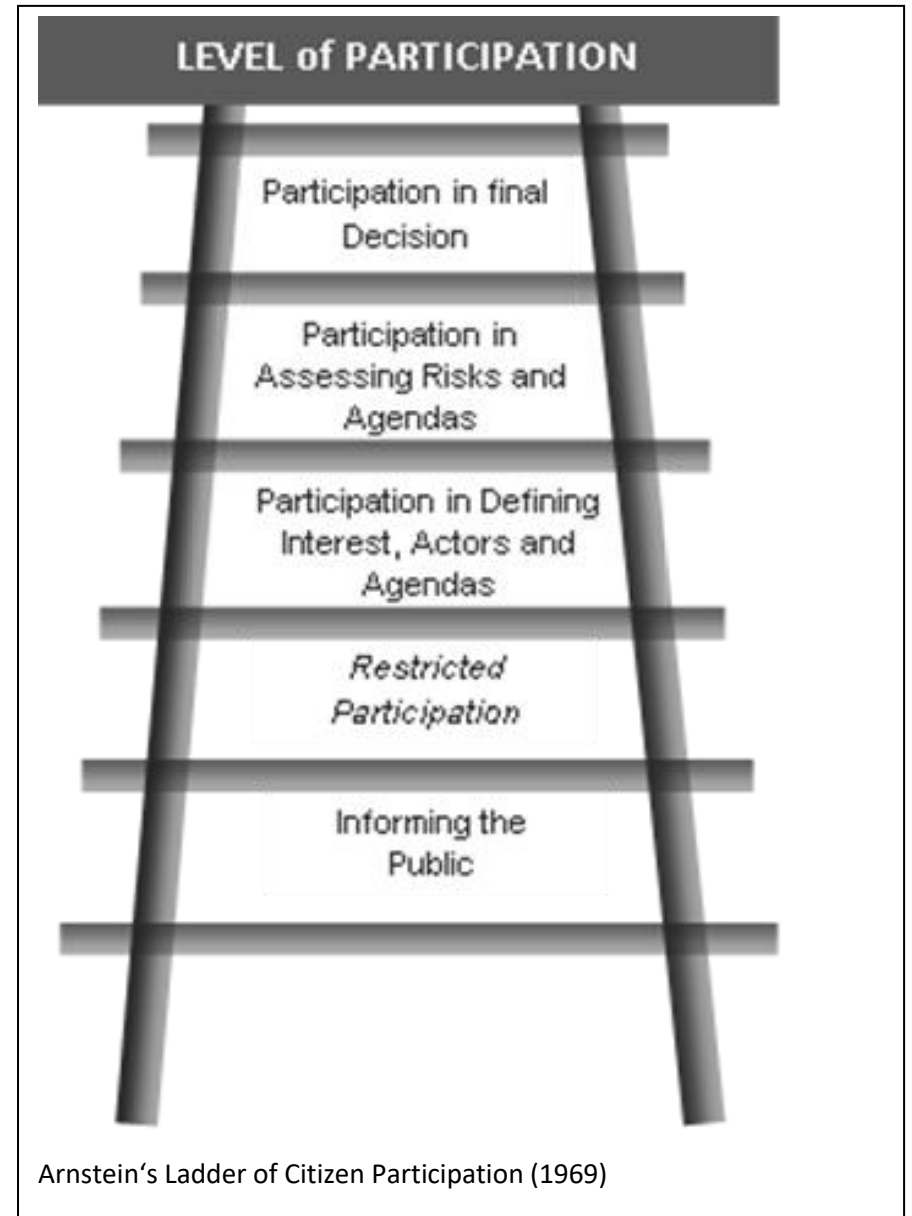 LEVEL of PARTICIPATION
Participation in final
Decision
Participation in
Assessing Risks and
Agendas
Participation in Defining
Interest, Actors and
Agendas
Restricted
Participation
Informing the
Public
Arnstein‘s Ladder of Citizen Participation (1969)